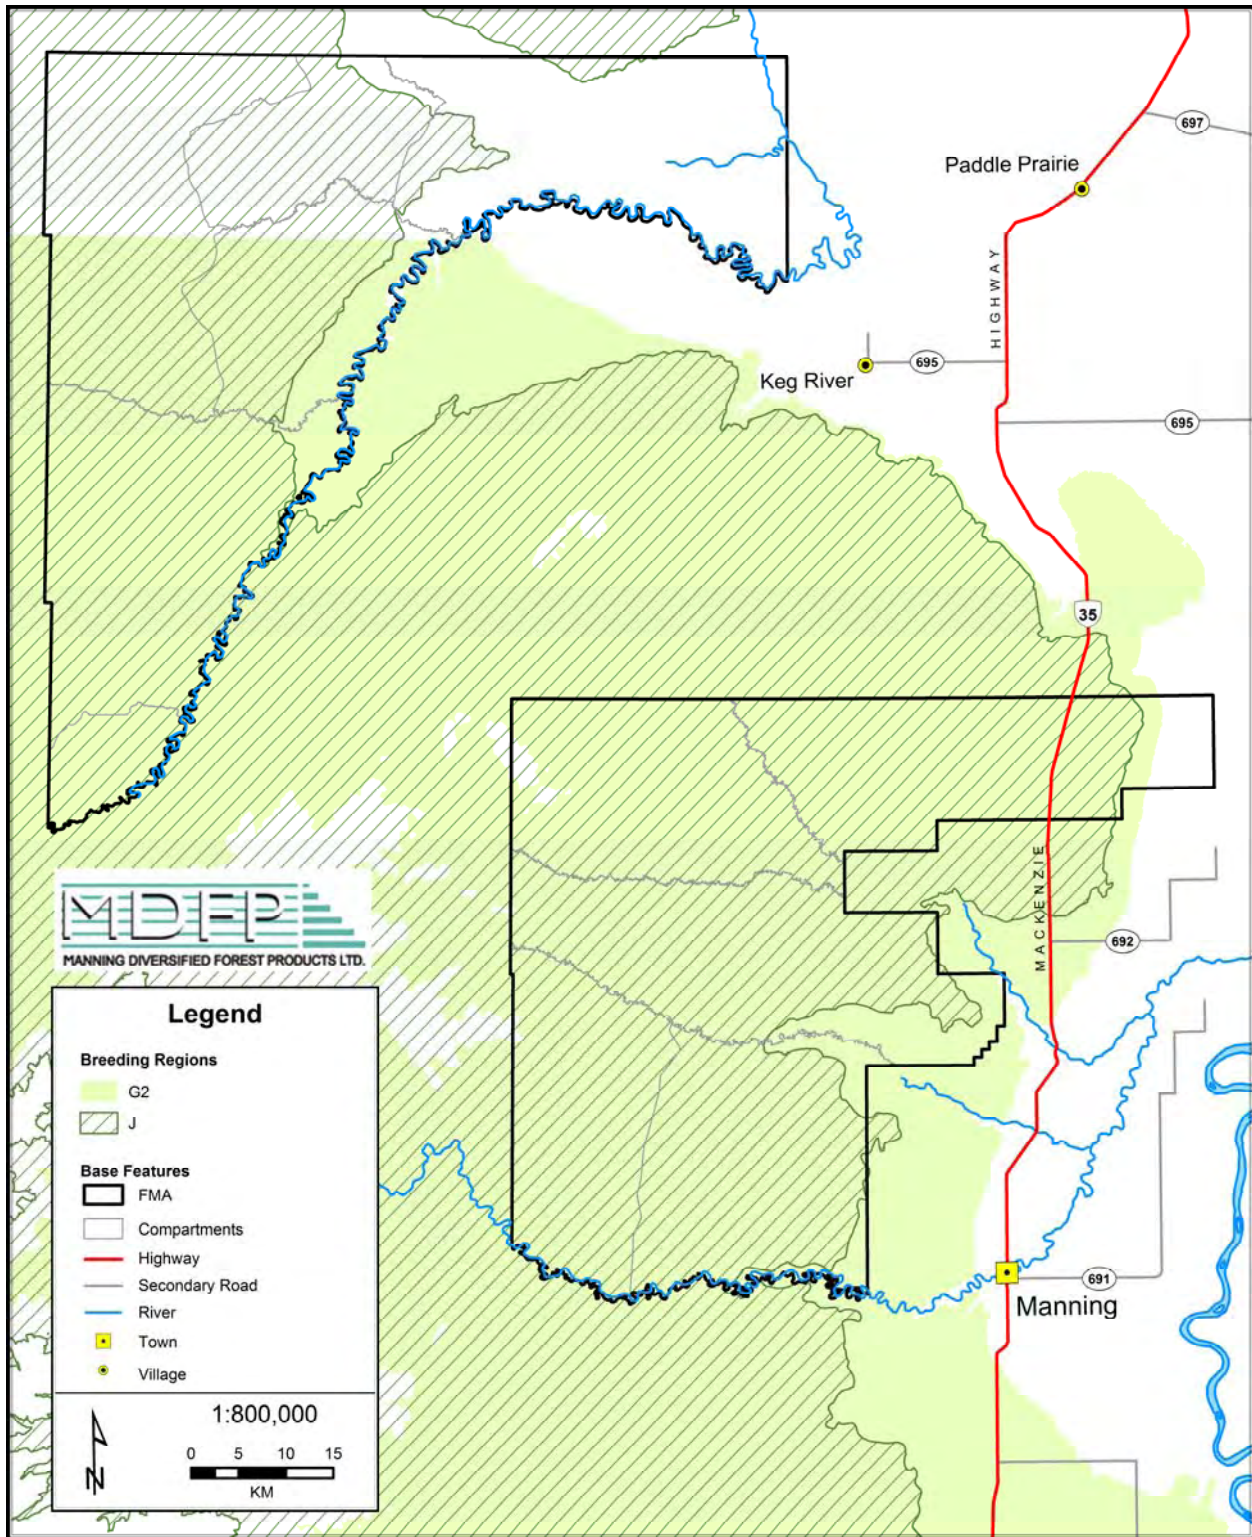 697
Paddle Prairie
HIGHWAY
695
Keg River
695
35
MACKENZIE
692
MDFP
MANNING DIVERSIFIED FOREST PRODUCTS LTD.
Legend
Breeding Regions
G2
J
Base Features
FMA
Compartments
Highway
Secondary Road
River
Town
Village
1:800,000
0 5 10 15
KM
N
691
Manning